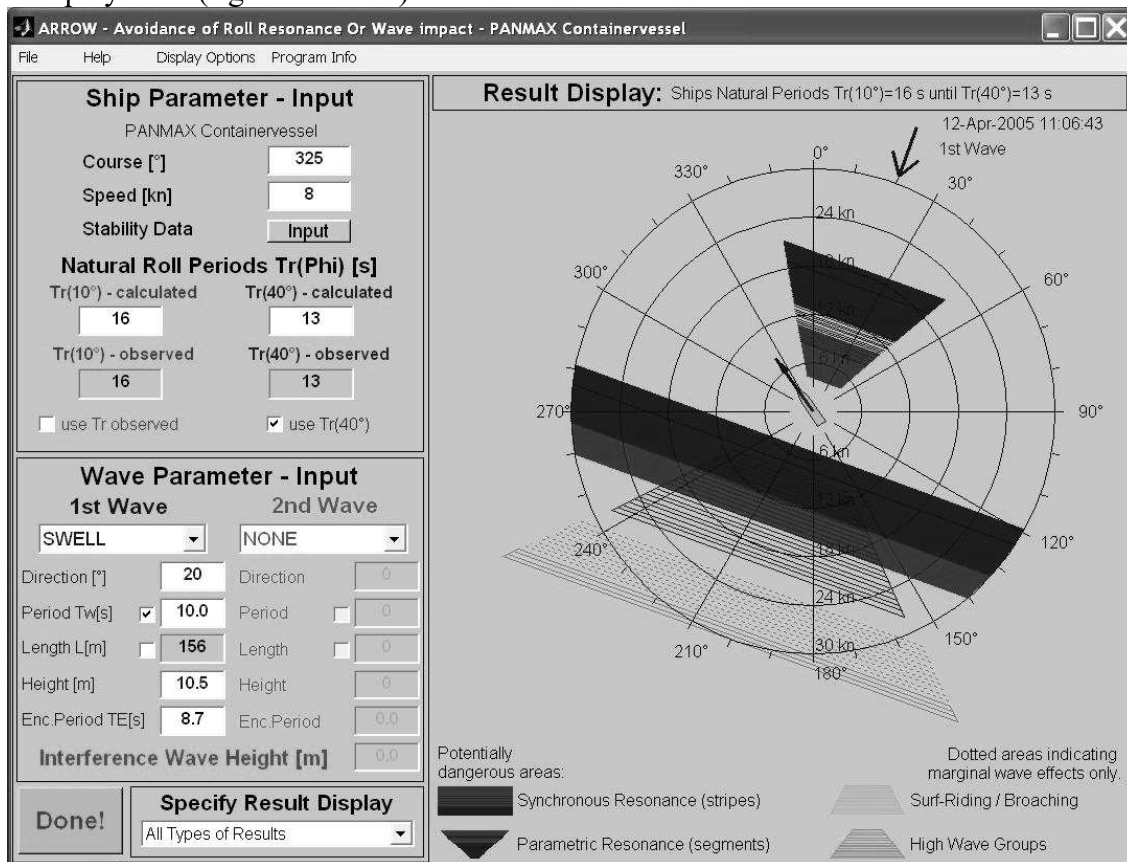 ARROW - Avoidance of Roll Resonance Or Wave impact - PANMAX Containervessel
File Help Display Options Program Info
Ship Parameter - Input
PANMAX Containervessel
Course [°] 325
Speed [kn] 8
Stability Data Input
Natural Roll Periods Tr(Phi) [s]
Tr(10°) - calculated Tr(40°) - calculated
16 13
Tr(10°) - observed Tr(40°) - observed
16 13
use Tr observed use Tr(40°)
Wave Parameter - Input
1st Wave 2nd Wave
SWELL NONE
Direction [°] 20 Direction 0
Period Tw[s] 10.0 Period 0
Length L[m] 156 Length 0
Height [m] 10.5 Height 0
Enc.Period TE[s] 8.7 Enc.Period 0.0
Interference Wave Height [m] 0.0
Done!
Specify Result Display
All Types of Results
Result Display: Ships Natural Periods Tr(10°)=16 s until Tr(40°)=13 s
12-Apr-2005 11:06:43
1st Wave
0°
330° 30°
24 kn
300° 60°
18 kn
12 kn
6 kn
270° 90°
6 kn
12 kn
120°
18 kn
240°
24 kn
150°
210° 30 kn
180°
Potentially
dangerous areas:
Dotted areas indicating
marginal wave effects only.
Synchronous Resonance (stripes) Surf-Riding / Broaching
Parametric Resonance (segments) High Wave Groups